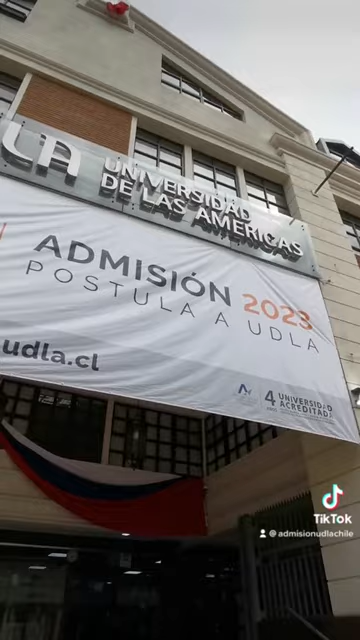 UNIVERSIDAD
DE LAS AMÉRICAS
ADMISIÓN 2023
POSTULA A UDLA
udla.cl
4 UNIVERSIDAD
ACREDITADA
TikTok
@admisionudlachile